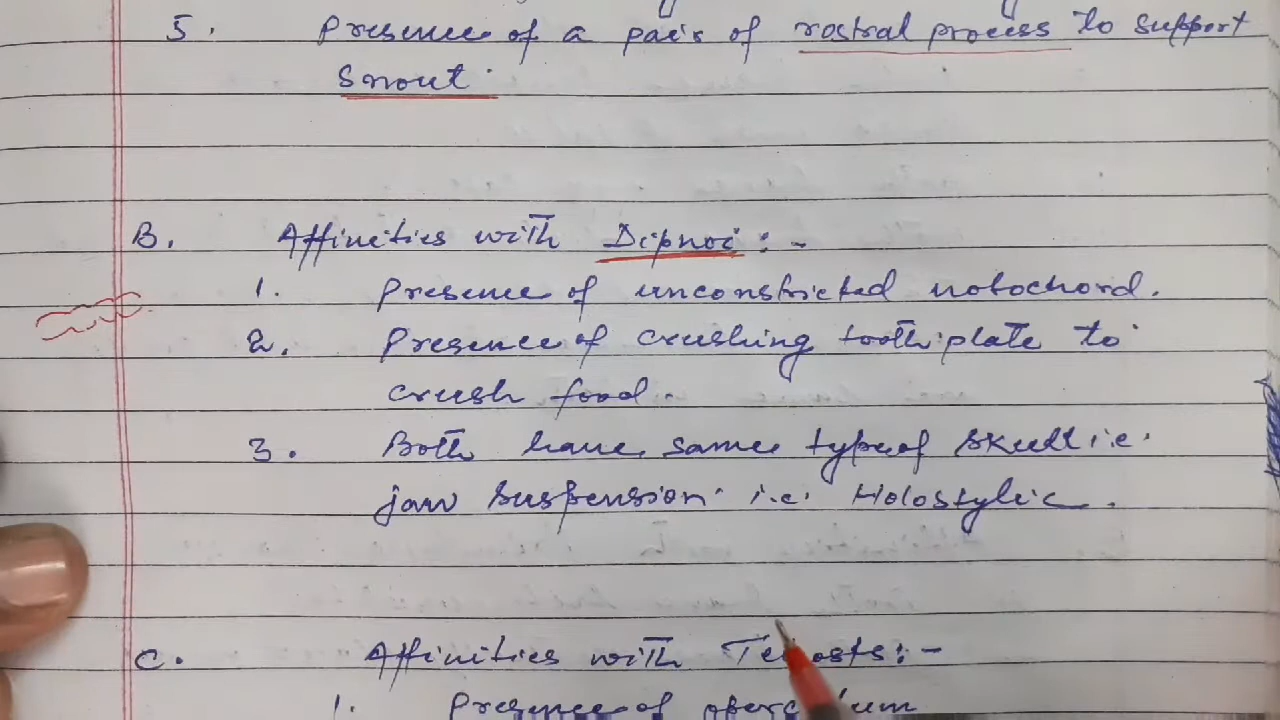 5. Presence of a pair of rostral process to support
Snout.
B. Affinities with Dipnoi :-
1. Presence of unconstricted notochord.
2. Presence of crushing tooth plate to
crush food.
3. Both have same type of skull i.e.
jaw suspension i.e. Holostylic.
C. Affinities with Teleosts :-
1. Presence of operculum